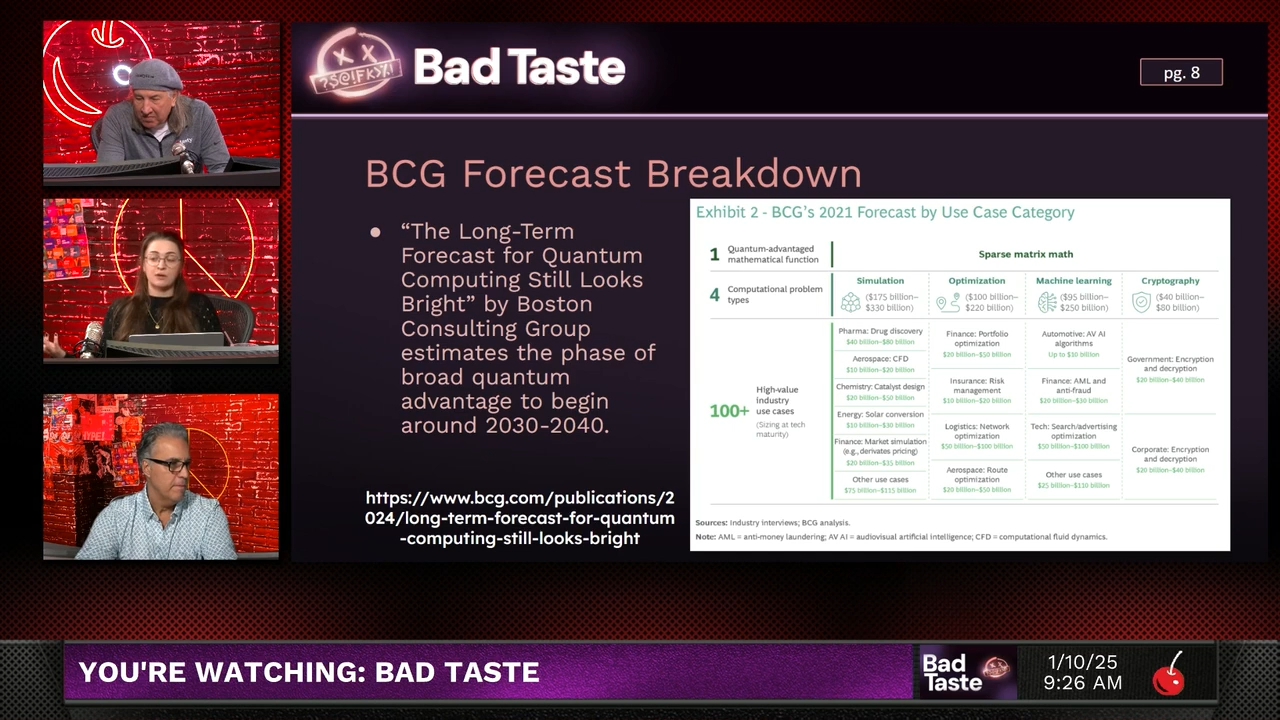 ?$@!FK%!
Bad Taste
pg. 8
BCG Forecast Breakdown
● “The Long-Term
Forecast for Quantum
Computing Still Looks
Bright” by Boston
Consulting Group
estimates the phase of
broad quantum
advantage to begin
around 2030-2040.
https://www.bcg.com/publications/2
024/long-term-forecast-for-quantum
-computing-still-looks-bright
Exhibit 2 - BCG's 2021 Forecast by Use Case Category
1
Quantum-advantaged
mathematical function
Sparse matrix math
4
Computational problem
types
Simulation
($175 billion–
$330 billion)
Optimization
($100 billion–
$220 billion)
Machine learning
($95 billion–
$250 billion)
Cryptography
($40 billion–
$80 billion)
100+
High-value
industry
use cases
(Sizing at tech
maturity)
Pharma: Drug discovery
$40 billion–$80 billion
Aerospace: CFD
$10 billion–$20 billion
Chemistry: Catalyst design
$20 billion–$50 billion
Energy: Solar conversion
$10 billion–$30 billion
Finance: Market simulation
(e.g., derivates pricing)
$20 billion–$35 billion
Other use cases
$75 billion–$115 billion
Finance: Portfolio
optimization
$20 billion–$50 billion
Insurance: Risk
management
$10 billion–$20 billion
Logistics: Network
optimization
$50 billion–$100 billion
Aerospace: Route
optimization
$20 billion–$50 billion
Automotive: AV AI
algorithms
Up to $10 billion
Finance: AML and
anti-fraud
$20 billion–$30 billion
Tech: Search/advertising
optimization
$50 billion–$100 billion
Other use cases
$25 billion–$110 billion
Government: Encryption
and decryption
$20 billion–$40 billion
Corporate: Encryption
and decryption
$20 billion–$40 billion
Sources: Industry interviews; BCG analysis.
Note: AML = anti-money laundering; AV AI = audiovisual artificial intelligence; CFD = computational fluid dynamics.
YOU'RE WATCHING: BAD TASTE
Bad
Taste
1/10/25
9:26 AM